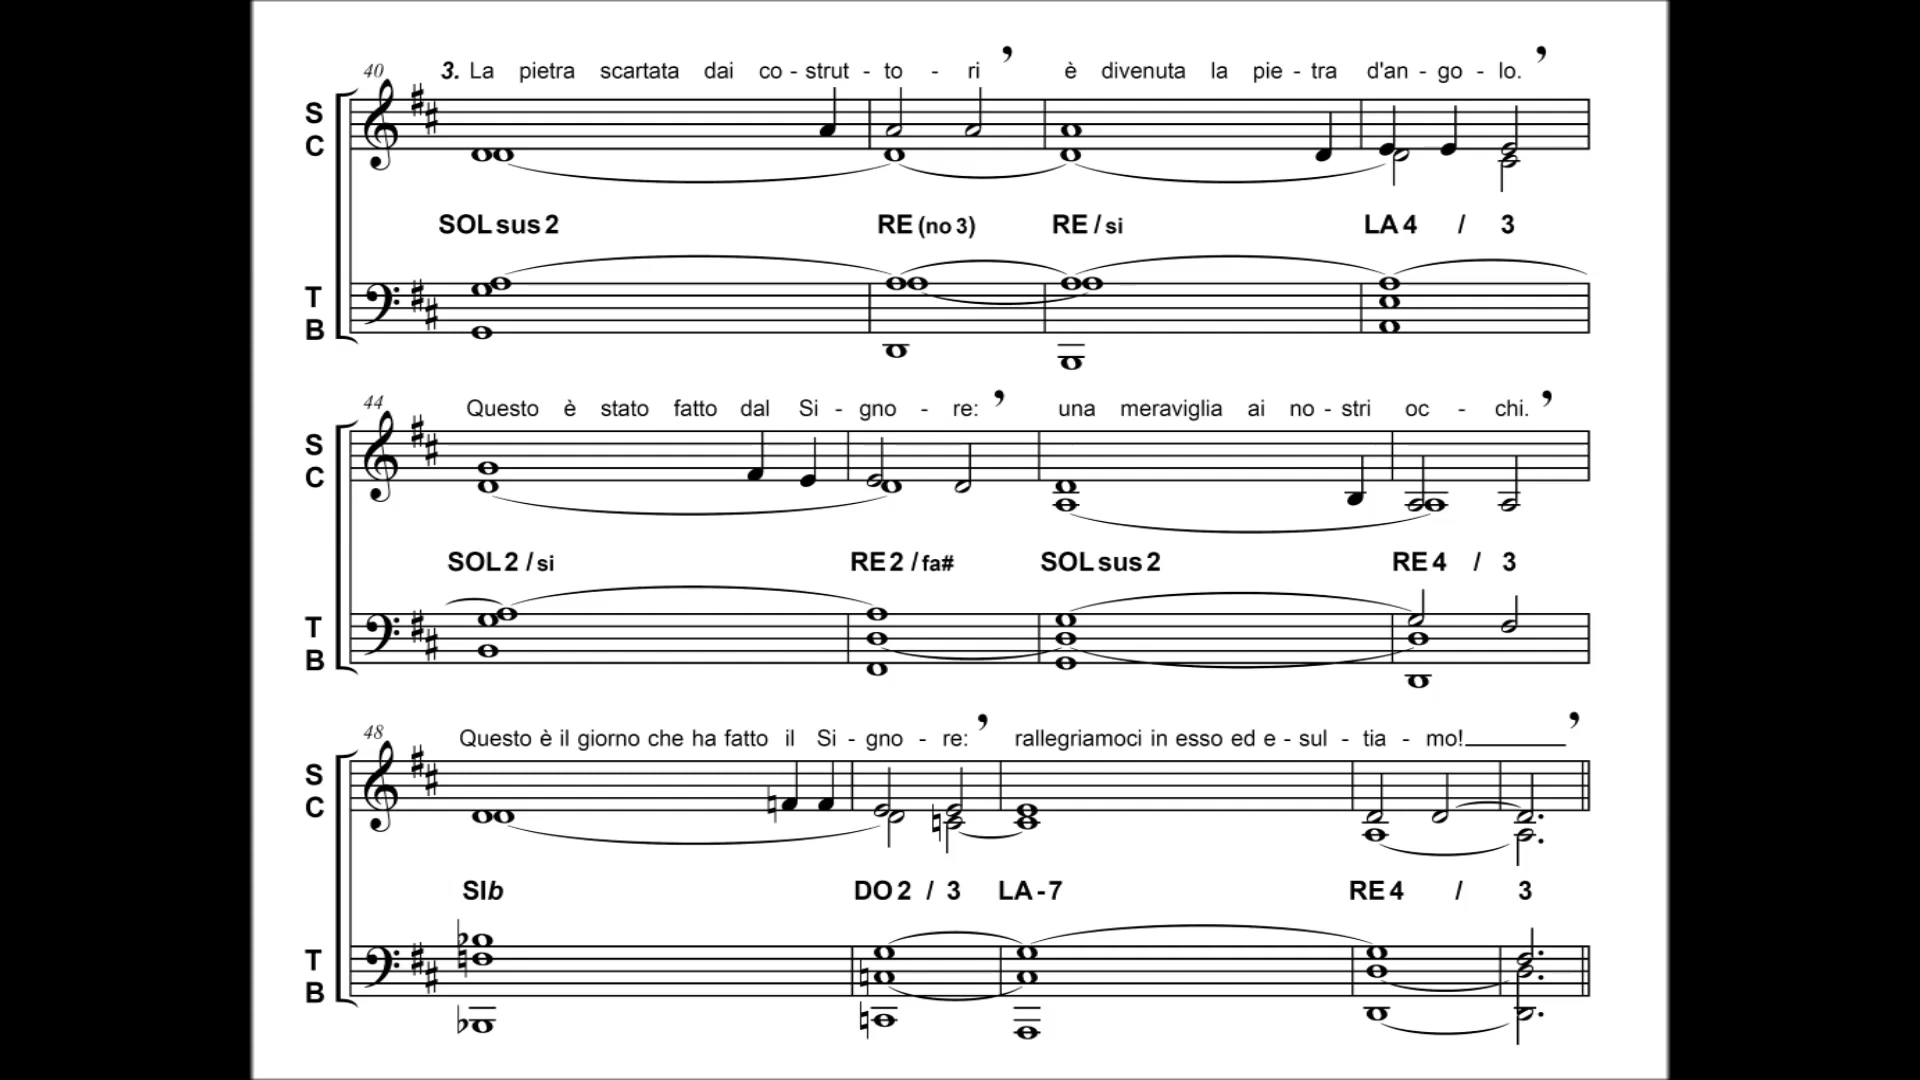 40 3. La pietra scartata dai co - strut - to - ri ’ è divenuta la pie - tra d'an - go - lo. ’
S
C
SOL sus 2 RE (no 3) RE / si LA 4 / 3
T
B
44 Questo è stato fatto dal Si - gno - re: ’ una meraviglia ai no - stri oc - chi. ’
S
C
SOL 2 / si RE 2 / fa# SOL sus 2 RE 4 / 3
T
B
48 Questo è il giorno che ha fatto il Si - gno - re: ’ rallegriamoci in esso ed e - sul - tia - mo!________ ’
S
C
SIb DO 2 / 3 LA - 7 RE 4 / 3
T
B